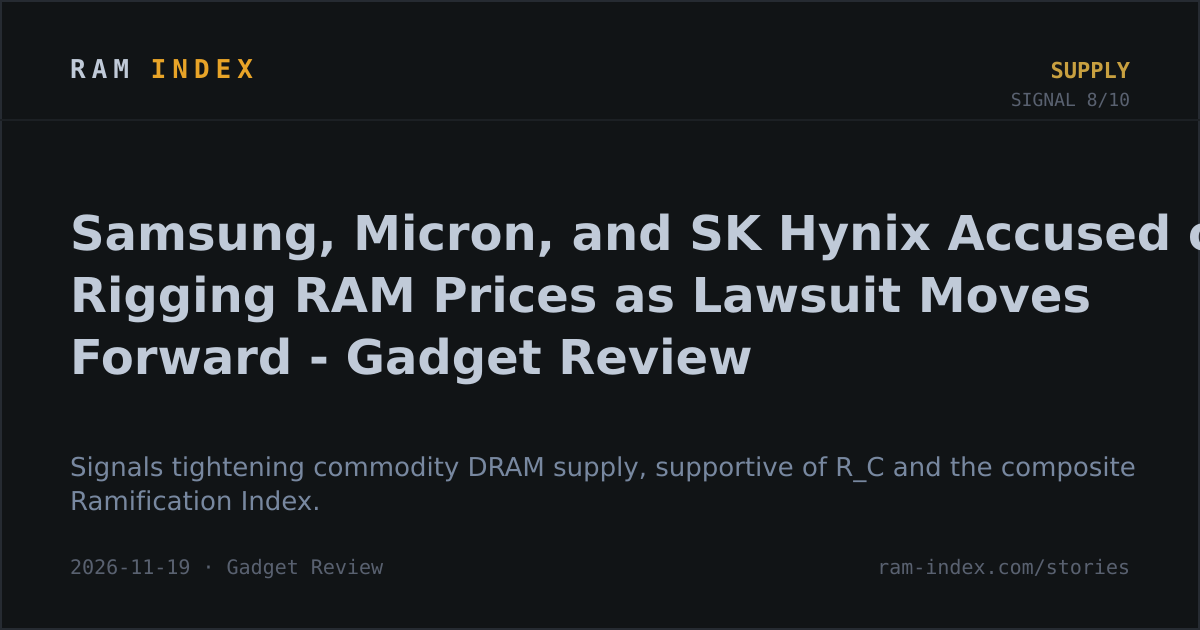 RAM INDEX
SUPPLY
SIGNAL 8/10
Samsung, Micron, and SK Hynix Accused
Rigging RAM Prices as Lawsuit Moves
Forward - Gadget Review
Signals tightening commodity DRAM supply, supportive of R_C and the composite
Ramification Index.
2026-11-19 · Gadget Review
ram-index.com/stories